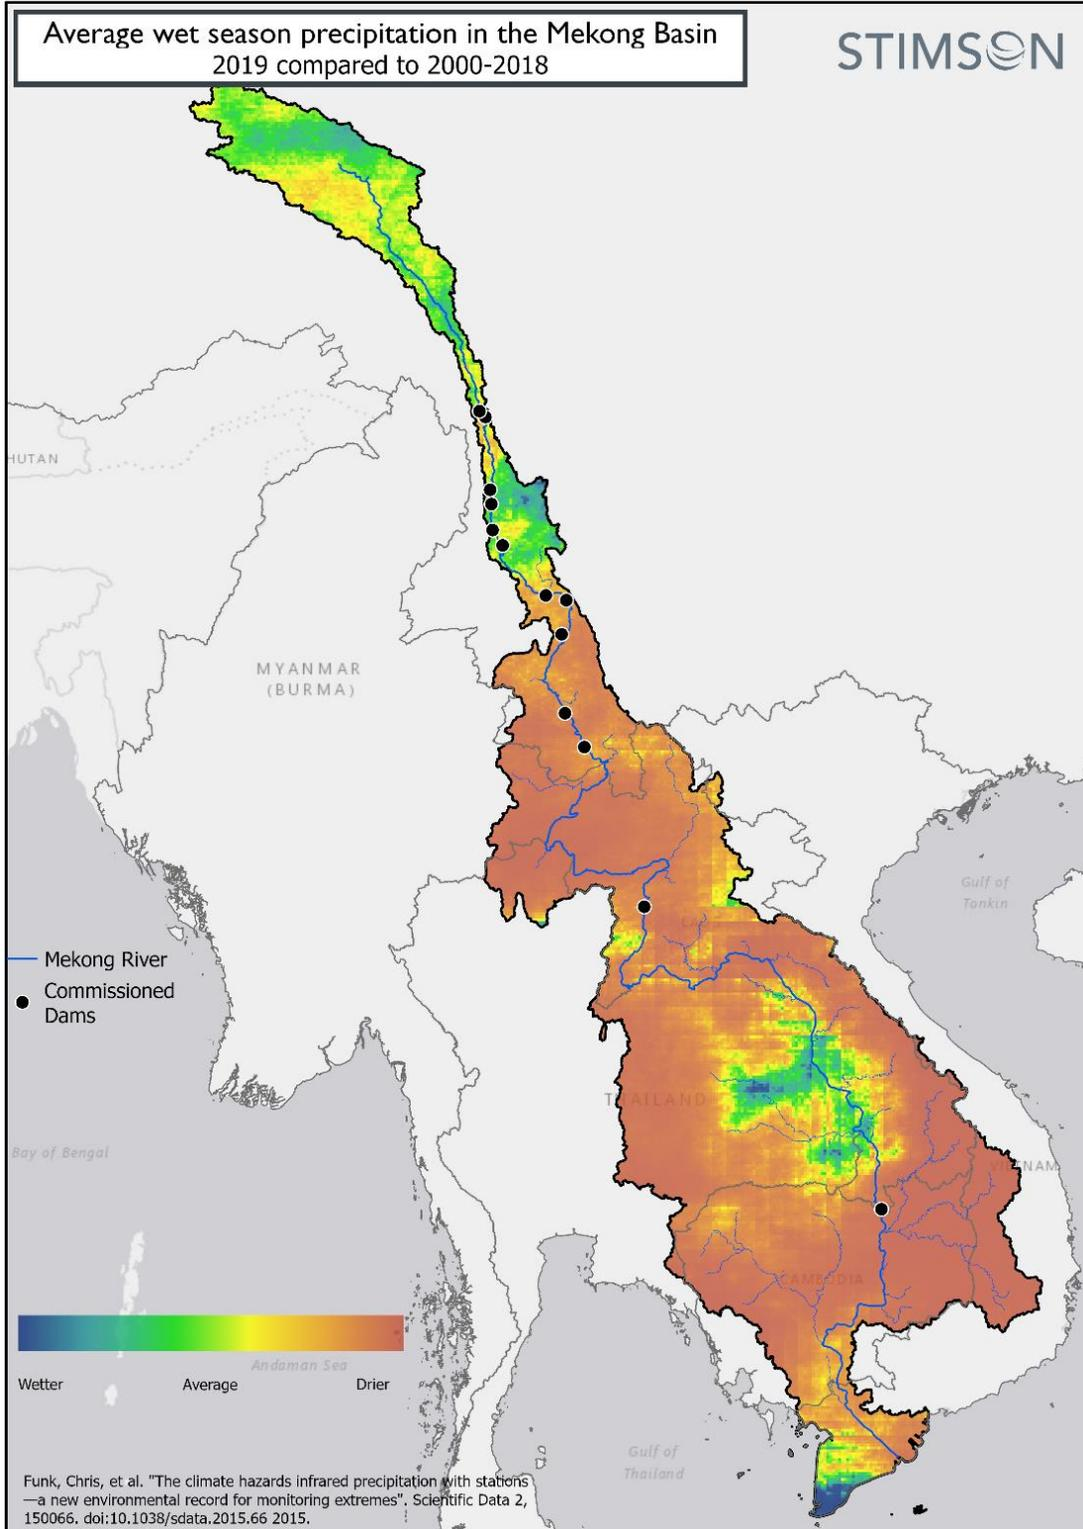 Average wet season precipitation in the Mekong Basin
2019 compared to 2000-2018
STIMSON
HUTAN
MYANMAR
(BURMA)
Gulf of
Tonkin
Mekong River
Commissioned
Dams
THAILAND
Bay of Bengal
VIETNAM
CAMBODIA
Andaman Sea
Wetter
Average
Drier
Gulf of
Thailand
Funk, Chris, et al. "The climate hazards infrared precipitation with stations
—a new environmental record for monitoring extremes". Scientific Data 2,
150066. doi:10.1038/sdata.2015.66 2015.